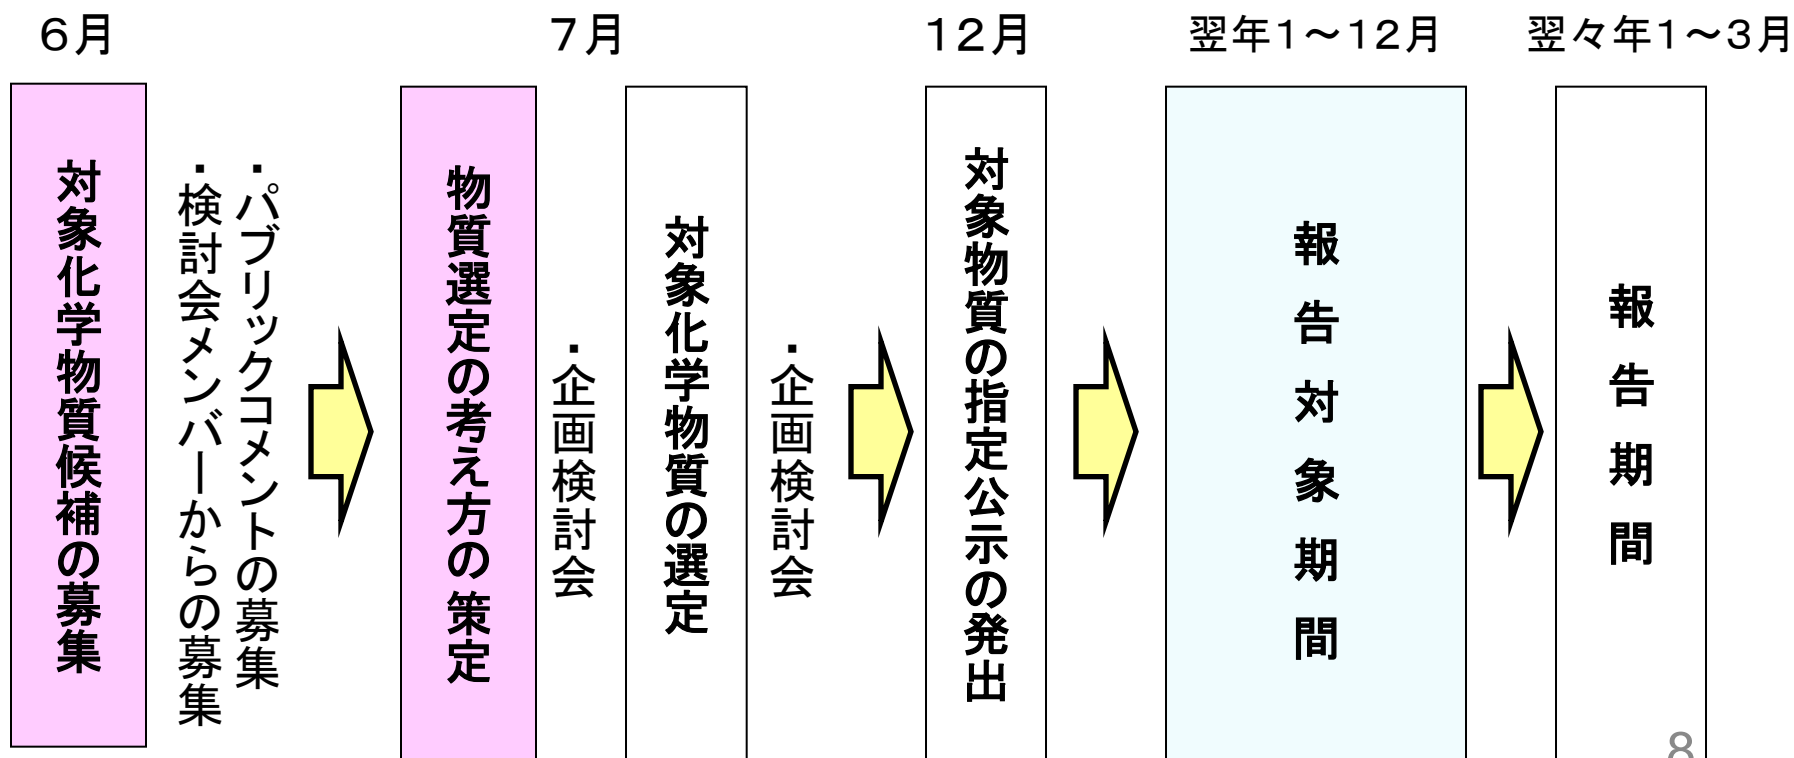 ６月
７月
１２月
翌年１～１２月
翌々年１～３月
対象化学物質候補の募集
・パブリックコメントの募集
・検討会メンバーからの募集
物質選定の考え方の策定
・企画検討会
対象化学物質の選定
・企画検討会
対象物質の指定公示の発出
報告対象期間
報告期間
8